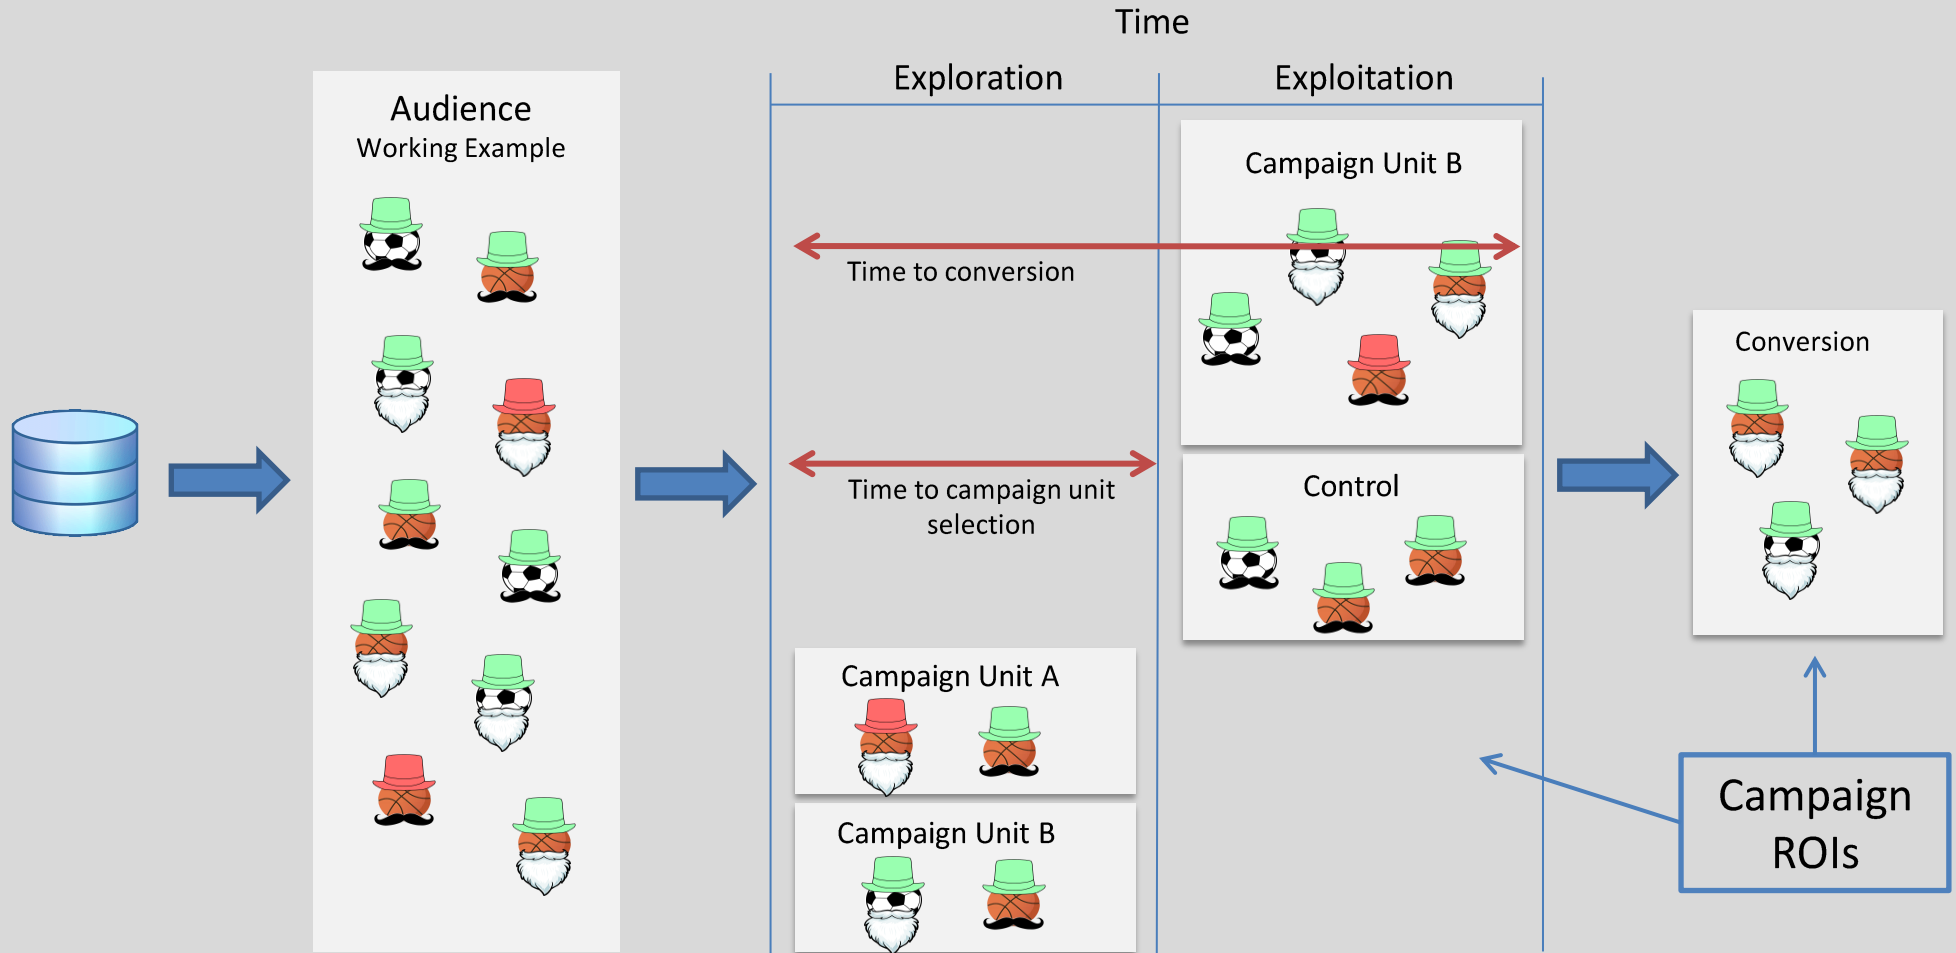 Time
Exploration
Exploitation
Audience
Working Example
Campaign Unit B
Time to conversion
Conversion
Time to campaign unit
selection
Control
Campaign Unit A
Campaign Unit B
Campaign
ROIs